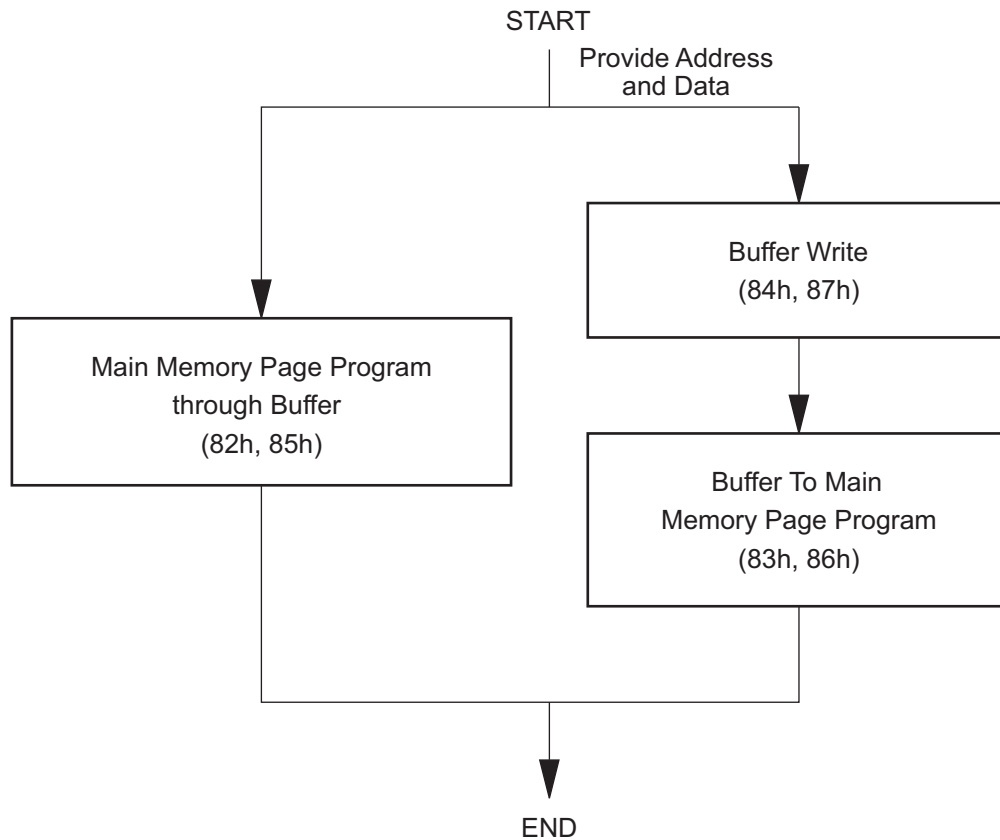 START
Provide Address
and Data
Buffer Write
(84h, 87h)
Main Memory Page Program
through Buffer
(82h, 85h)
Buffer To Main
Memory Page Program
(83h, 86h)
END